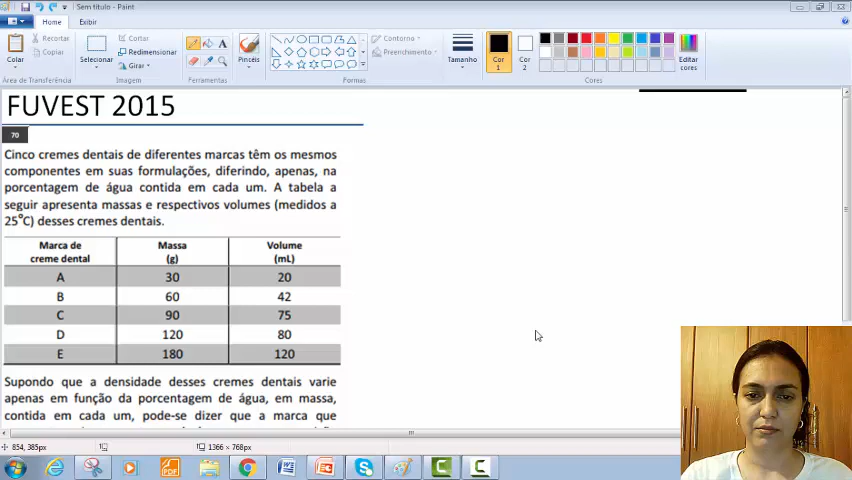 Sem título - Paint
Home Exibir
Colar
Recortar
Copiar
Área de Transferência
Selecionar
Cortar
Redimensionar
Girar
Imagem
A
Ferramentas
Pincéis
Contorno
Preenchimento
Formas
Tamanho
Cor
1
Cor
2
Editar
cores
Cores
FUVEST 2015
70
Cinco cremes dentais de diferentes marcas têm os mesmos
componentes em suas formulações, diferindo, apenas, na
porcentagem de água contida em cada um. A tabela a
seguir apresenta massas e respectivos volumes (medidos a
25°C) desses cremes dentais.
Marca de creme dental Massa (g) Volume (mL)
A 30 20
B 60 42
C 90 75
D 120 80
E 180 120
Supondo que a densidade desses cremes dentais varie
apenas em função da porcentagem de água, em massa,
contida em cada um, pode-se dizer que a marca que
854, 385px 1366 × 768px
PDF